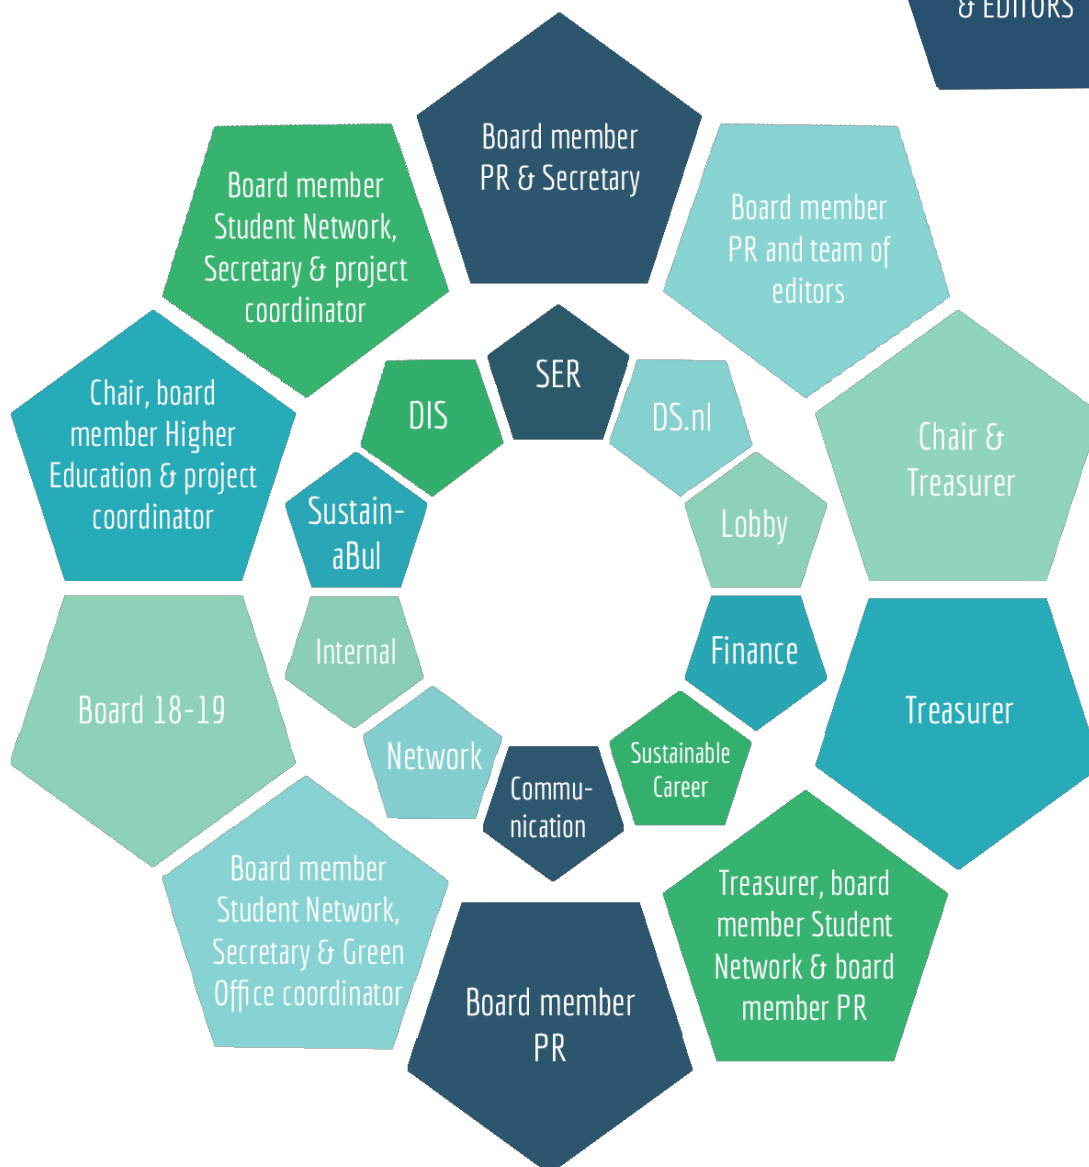 & EDITORS
Board member
PR & Secretary
Board member
Student Network,
Secretary & project
coordinator
Board member
PR and team of
editors
Chair, board
member Higher
Education & project
coordinator
Chair &
Treasurer
SER
DIS
DS.nl
Sustain-
aBul
Lobby
Internal
Finance
Board 18-19
Treasurer
Network
Sustainable
Career
Commu-
nication
Board member
Student Network,
Secretary & Green
Office coordinator
Treasurer, board
member Student
Network & board
member PR
Board member
PR